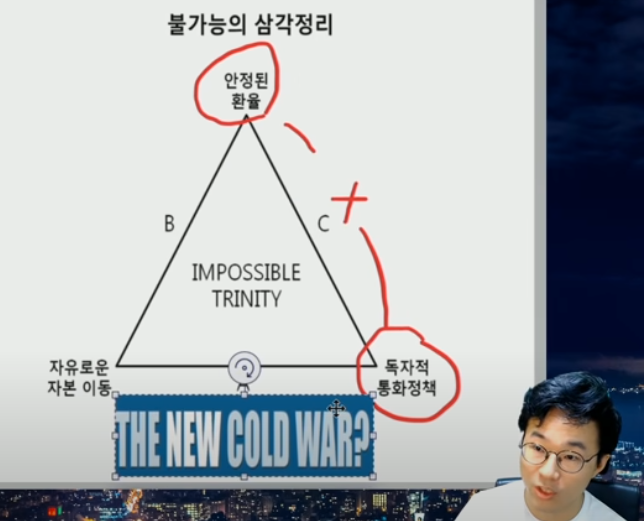 불가능의 삼각정리
안정된
환율
B
C
IMPOSSIBLE
TRINITY
자유로운
자본 이동
독자적
통화정책
THE NEW COLD WAR?